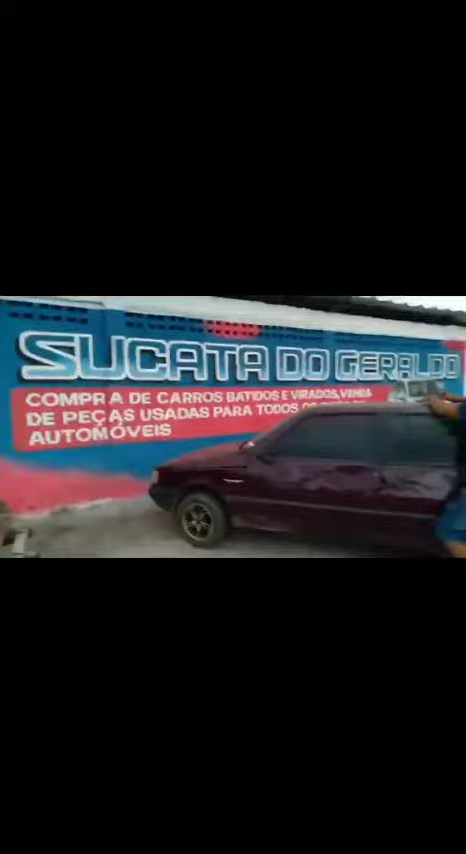 SUCATA DO GERALDO
COMPRA DE CARROS BATIDOS E VIRADOS, VENDA
DE PEÇAS USADAS PARA TODOS OS
AUTOMÓVEIS